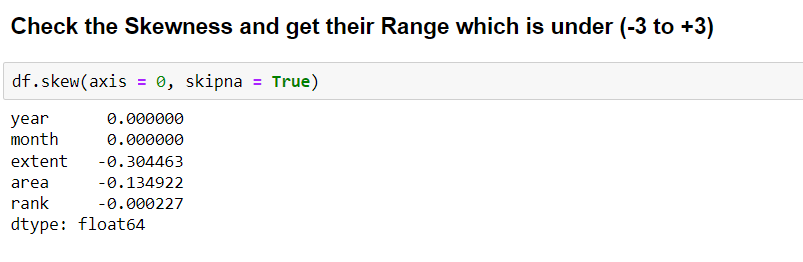 Check the Skewness and get their Range which is under (-3 to +3)
df.skew(axis = 0, skipna = True)
year      0.000000
month     0.000000
extent   -0.304463
area     -0.134922
rank     -0.000227
dtype: float64